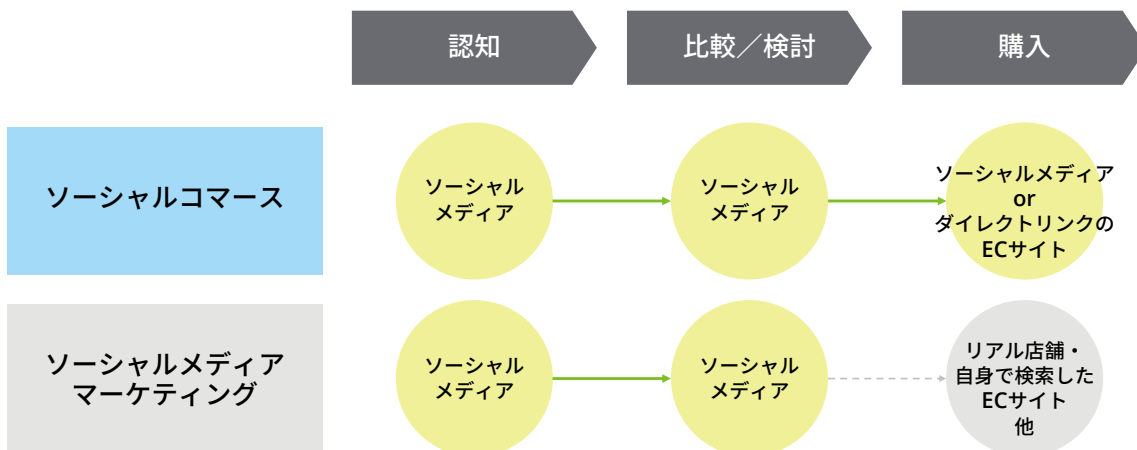 認知
比較／検討
購入
ソーシャルコマース
ソーシャル
メディア
ソーシャル
メディア
ソーシャルメディア
or
ダイレクトリンクの
ECサイト
ソーシャルメディア
マーケティング
ソーシャル
メディア
ソーシャル
メディア
リアル店舗・
自身で検索した
ECサイト
他